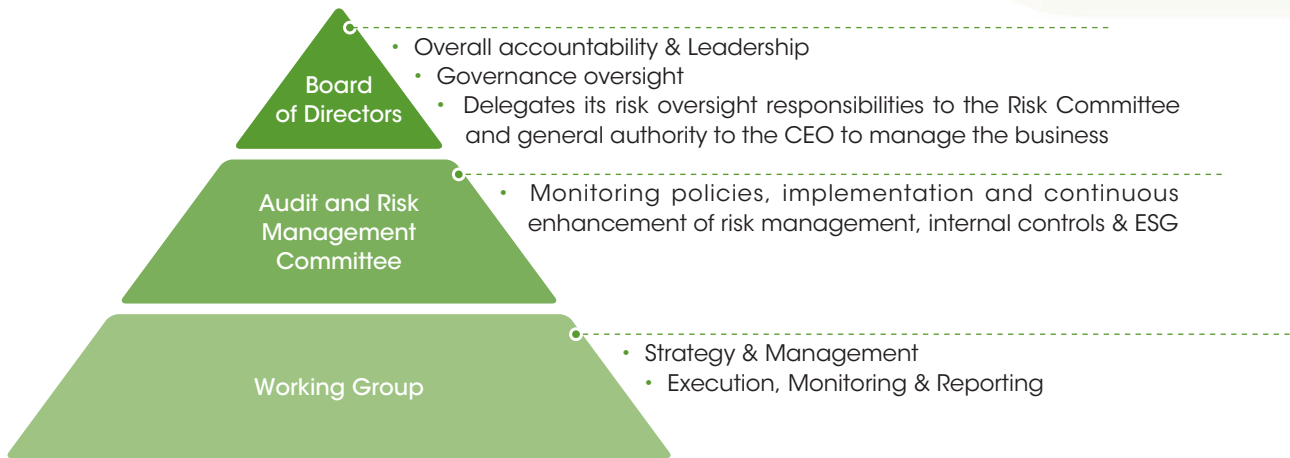 Board
of Directors
• Overall accountability & Leadership
• Governance oversight
• Delegates its risk oversight responsibilities to the Risk Committee
and general authority to the CEO to manage the business
Audit and Risk
Management
Committee
• Monitoring policies, implementation and continuous
enhancement of risk management, internal controls & ESG
Working Group
• Strategy & Management
• Execution, Monitoring & Reporting